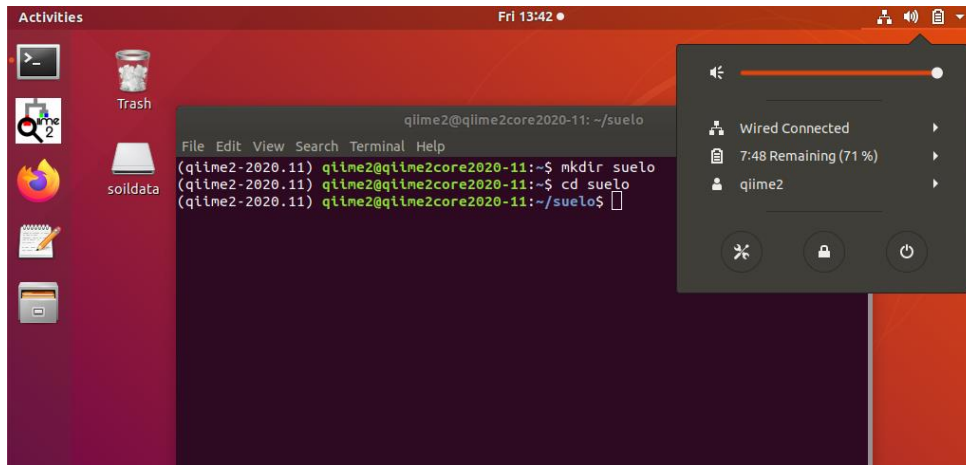 Activities
Fri 13:42
Trash
soildata
Qiime
2
qiime2@qiime2core2020-11: ~/suelo
File Edit View Search Terminal Help
(qiime2-2020.11) qiime2@qiime2core2020-11:~$ mkdir suelo
(qiime2-2020.11) qiime2@qiime2core2020-11:~$ cd suelo
(qiime2-2020.11) qiime2@qiime2core2020-11:~/suelo$
Wired Connected
7:48 Remaining (71 %)
qiime2